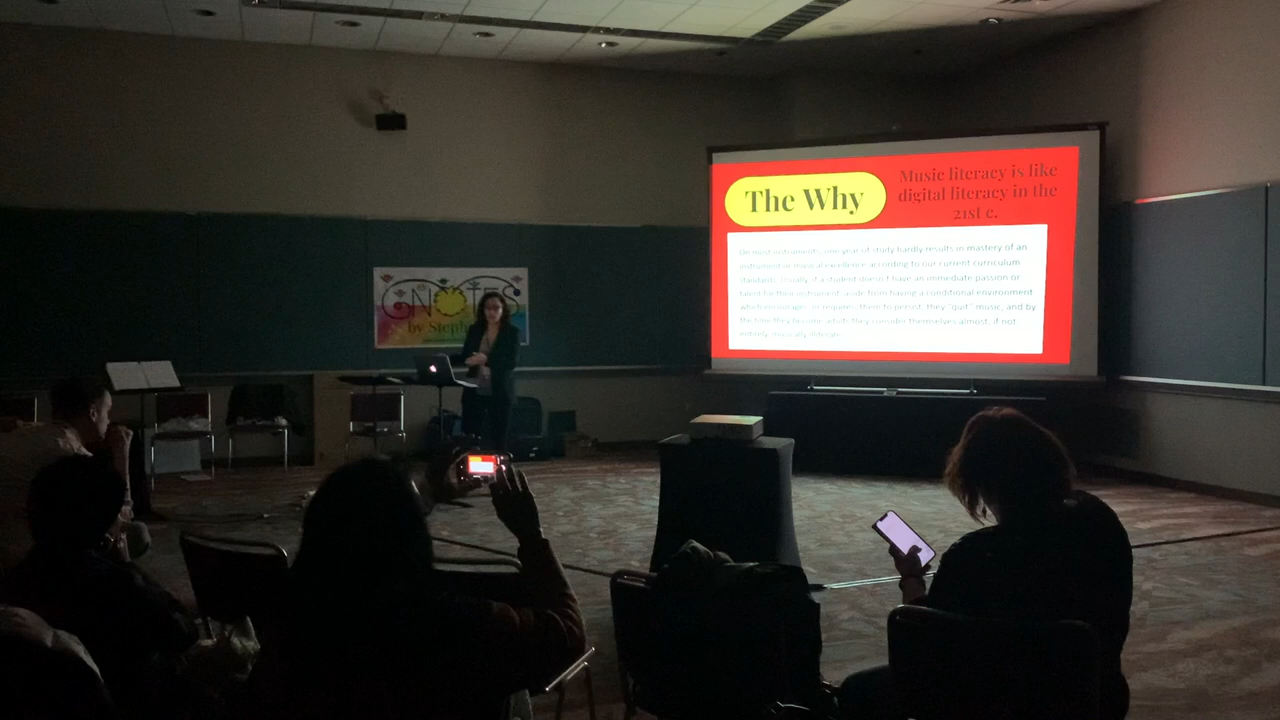 The Why
Music literacy is like
digital literacy in the
21st c.
On most instruments, one year of study hardly results in mastery of an
instrument or musical excellence according to our current curriculum
standards. Usually if a student doesn't have an immediate passion or
talent for their instrument, aside from having a conditional environment
which encourages or requires them to persist, they "quit" music, and by
the time they become adults they consider themselves almost, if not
entirely, musically illiterate.
GNOTES
by Steph